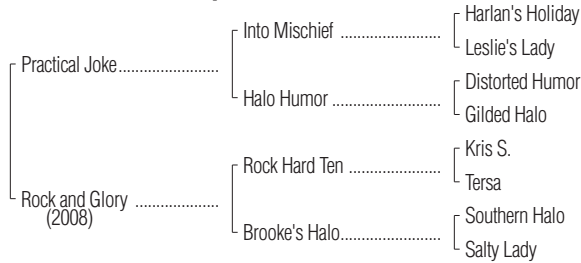 Harlan's Holiday
Into Mischief ....................
Leslie's Lady
Practical Joke....................
Distorted Humor
Halo Humor ......................
Gilded Halo
Kris S.
Rock Hard Ten ..................
Tersa
Rock and Glory .................
(2008)
Southern Halo
Brooke's Halo....................
Salty Lady